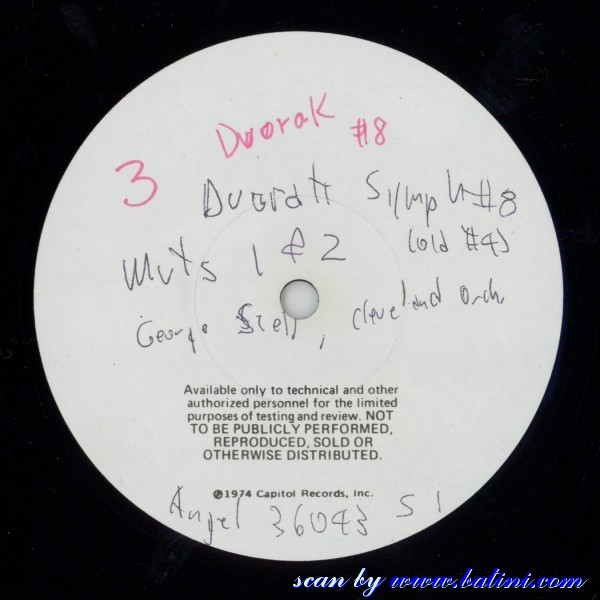 Dvorak #8
3
Dvorak Symph #8
(old #4)
Mvts 1 & 2
George Szell, Cleveland Orch
Available only to technical and other
authorized personnel for the limited
purposes of testing and review. NOT
TO BE PUBLICLY PERFORMED,
REPRODUCED, SOLD OR
OTHERWISE DISTRIBUTED.
℗1974 Capitol Records, Inc.
Angel 36043 S1
scan by www.batini.com